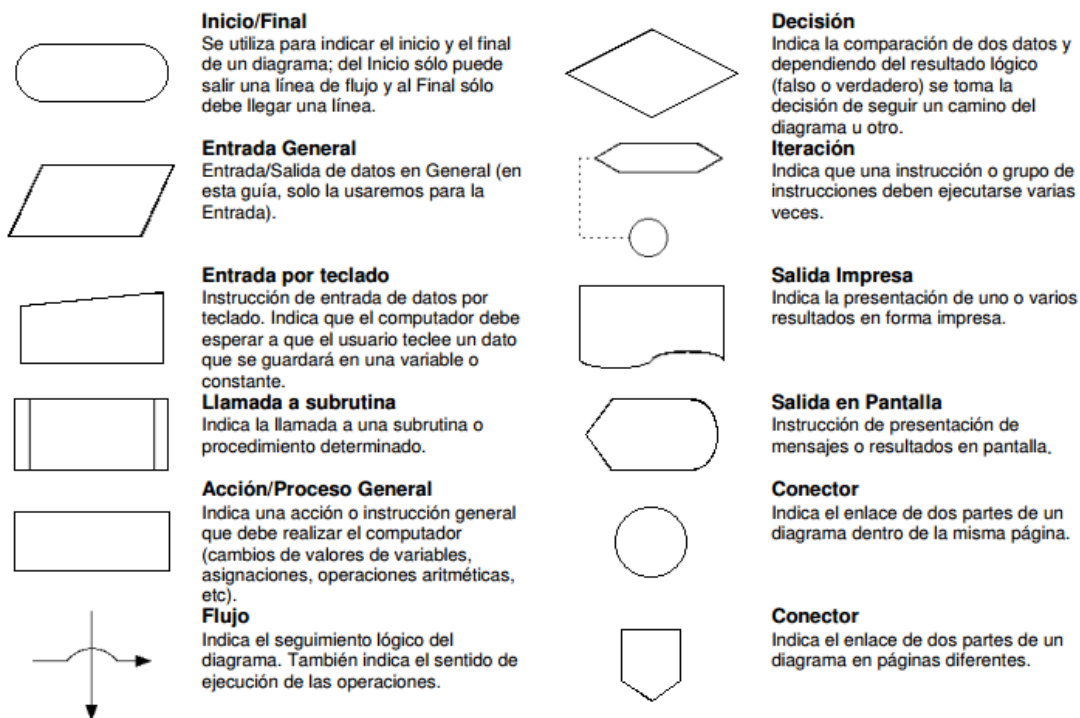 Inicio/Final
Se utiliza para indicar el inicio y el final
de un diagrama; del Inicio sólo puede
salir una línea de flujo y al Final sólo
debe llegar una línea.
Entrada General
Entrada/Salida de datos en General (en
esta guía, solo la usaremos para la
Entrada).
Entrada por teclado
Instrucción de entrada de datos por
teclado. Indica que el computador debe
esperar a que el usuario teclee un dato
que se guardará en una variable o
constante.
Llamada a subrutina
Indica la llamada a una subrutina o
procedimiento determinado.
Acción/Proceso General
Indica una acción o instrucción general
que debe realizar el computador
(cambios de valores de variables,
asignaciones, operaciones aritméticas,
etc).
Flujo
Indica el seguimiento lógico del
diagrama. También indica el sentido de
ejecución de las operaciones.
Decisión
Indica la comparación de dos datos y
dependiendo del resultado lógico
(falso o verdadero) se toma la
decisión de seguir un camino del
diagrama u otro.
Iteración
Indica que una instrucción o grupo de
instrucciones deben ejecutarse varias
veces.
Salida Impresa
Indica la presentación de uno o varios
resultados en forma impresa.
Salida en Pantalla
Instrucción de presentación de
mensajes o resultados en pantalla.
Conector
Indica el enlace de dos partes de un
diagrama dentro de la misma página.
Conector
Indica el enlace de dos partes de un
diagrama en páginas diferentes.